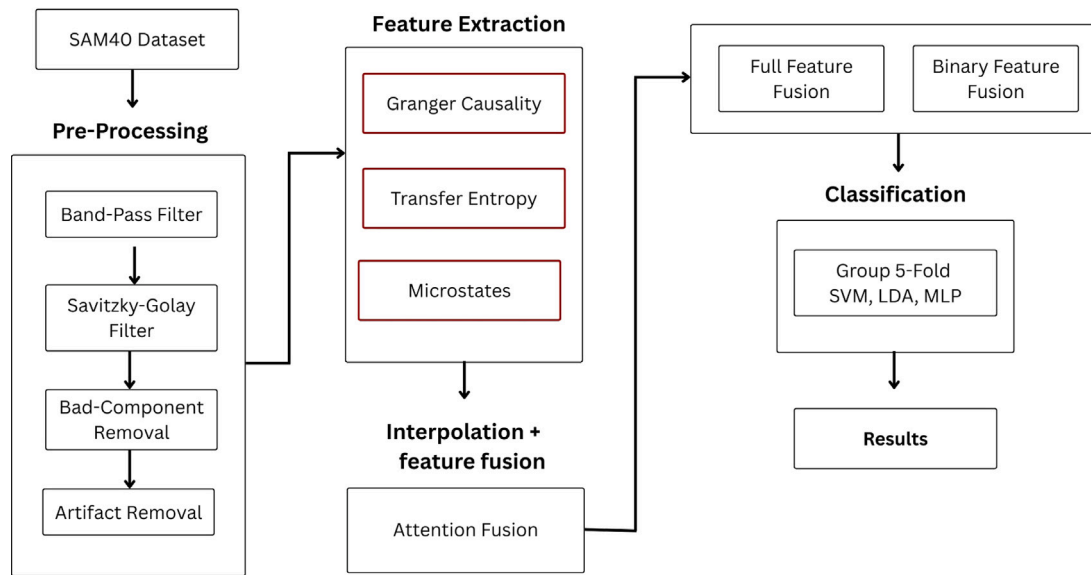 SAM40 Dataset
Pre-Processing
Band-Pass Filter
Savitzky-Golay
Filter
Bad-Component
Removal
Artifact Removal
Feature Extraction
Granger Causality
Transfer Entropy
Microstates
Interpolation +
feature fusion
Attention Fusion
Full Feature
Fusion
Binary Feature
Fusion
Classification
Group 5-Fold
SVM, LDA, MLP
Results